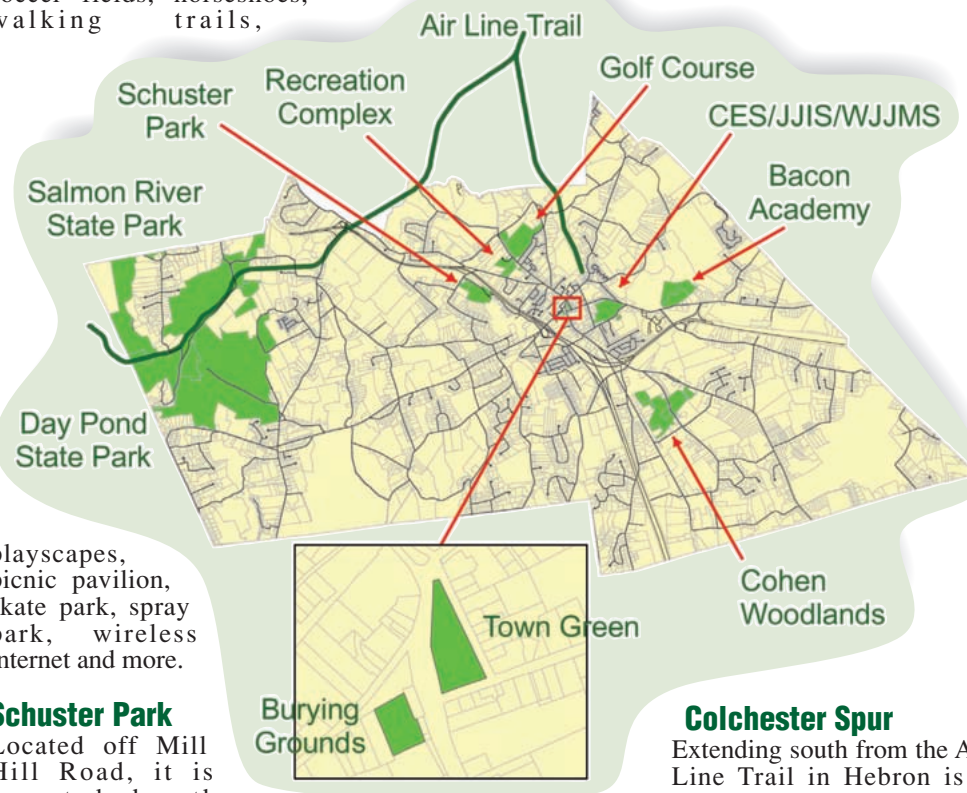 walking trails,
Air Line Trail
Golf Course
Recreation
Complex
Schuster
Park
CES/JJIS/WJJMS
Bacon
Academy
Salmon River
State Park
Day Pond
State Park
playscapes,
picnic pavilion,
skate park, spray
park, wireless
internet and more.
Cohen
Woodlands
Town Green
Burying
Grounds
Schuster Park
Located off Mill
Hill Road, it is
Colchester Spur
Extending south from the A
Line Trail in Hebron is